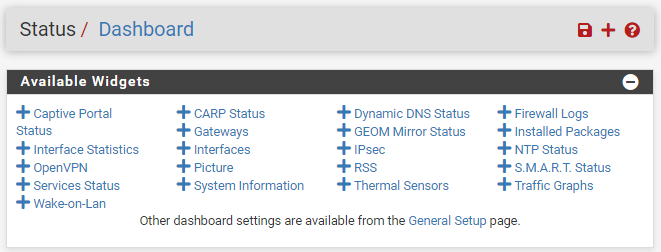 Status / Dashboard
Available Widgets
Captive Portal Status
CARP Status
Dynamic DNS Status
Firewall Logs
Gateways
GEOM Mirror Status
Installed Packages
Interface Statistics
Interfaces
IPsec
NTP Status
OpenVPN
Picture
RSS
S.M.A.R.T. Status
Services Status
System Information
Thermal Sensors
Traffic Graphs
Wake-on-Lan
Other dashboard settings are available from the General Setup page.